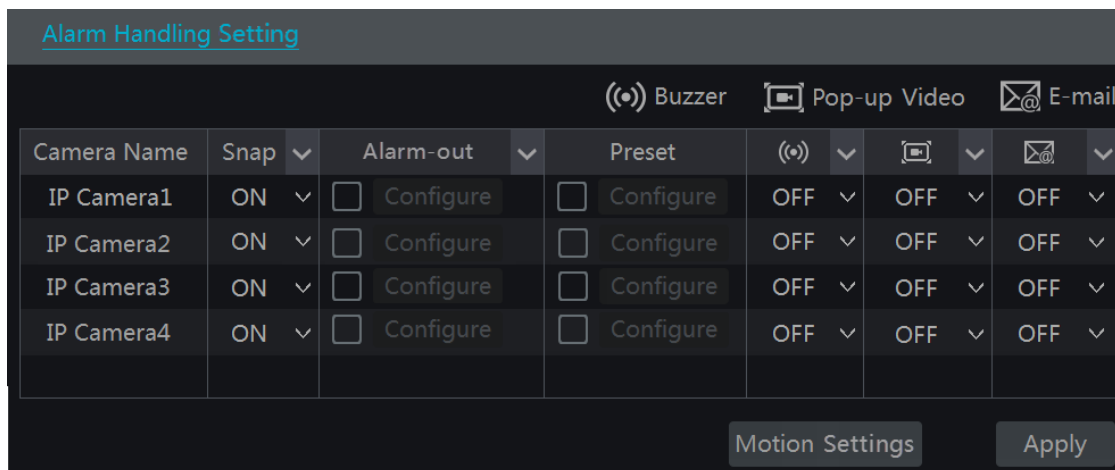 Alarm Handling Setting
Buzzer Pop-up Video E-mail
Camera Name Snap Alarm-out Preset
IP Camera1 ON Configure Configure OFF OFF OFF
IP Camera2 ON Configure Configure OFF OFF OFF
IP Camera3 ON Configure Configure OFF OFF OFF
IP Camera4 ON Configure Configure OFF OFF OFF
Motion Settings Apply